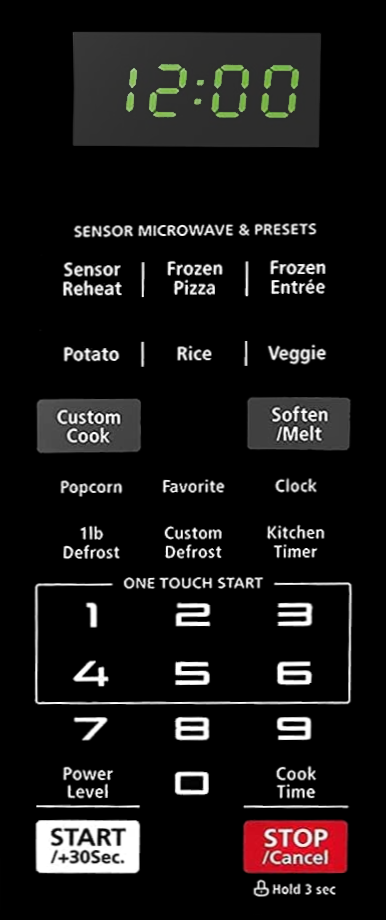 12:00
SENSOR MICROWAVE & PRESETS
Sensor Reheat | Frozen Pizza | Frozen Entrée
Potato | Rice | Veggie
Custom Cook
Soften /Melt
Popcorn Favorite Clock
1lb Defrost Custom Defrost Kitchen Timer
ONE TOUCH START
1 2 3
4 5 6
7 8 9
Power Level 0 Cook Time
START /+30Sec.
STOP /Cancel
Hold 3 sec